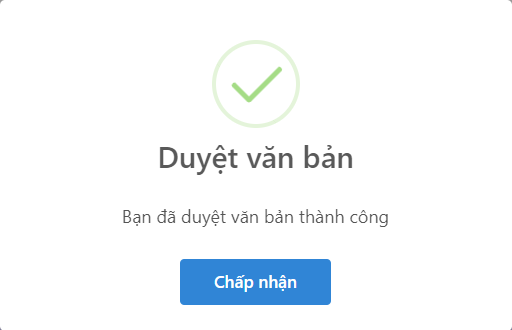 Duyệt văn bản
Bạn đã duyệt văn bản thành công
Chấp nhận